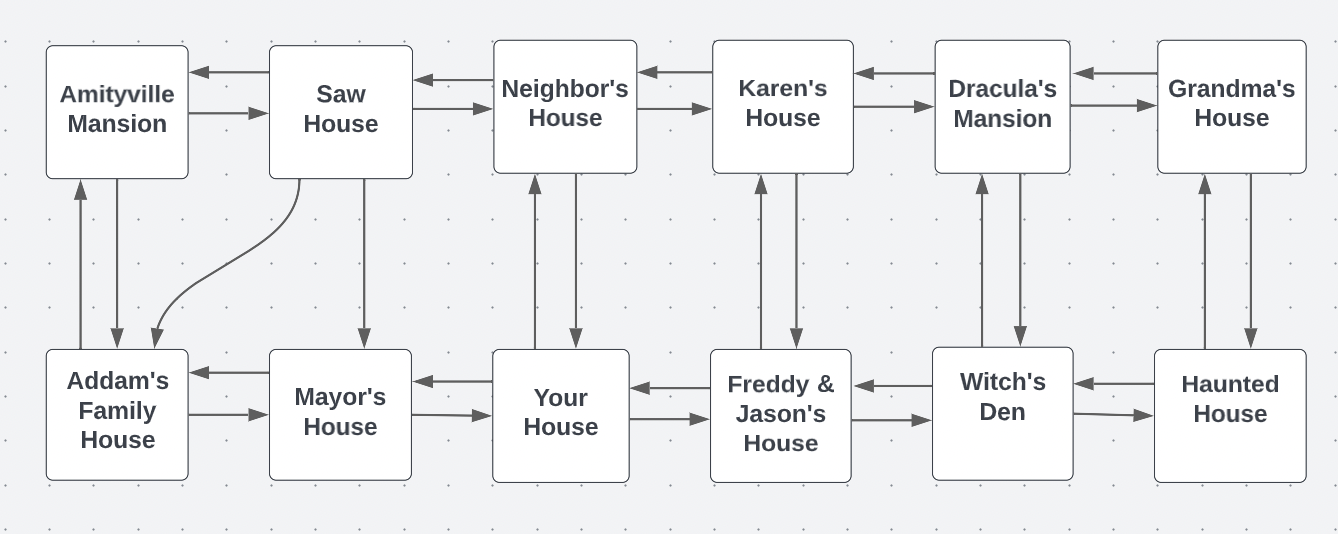 Amityville
Mansion
Saw
House
Neighbor's
House
Karen's
House
Dracula's
Mansion
Grandma's
House
Addam's
Family
House
Mayor's
House
Your
House
Freddy &
Jason's
House
Witch's
Den
Haunted
House